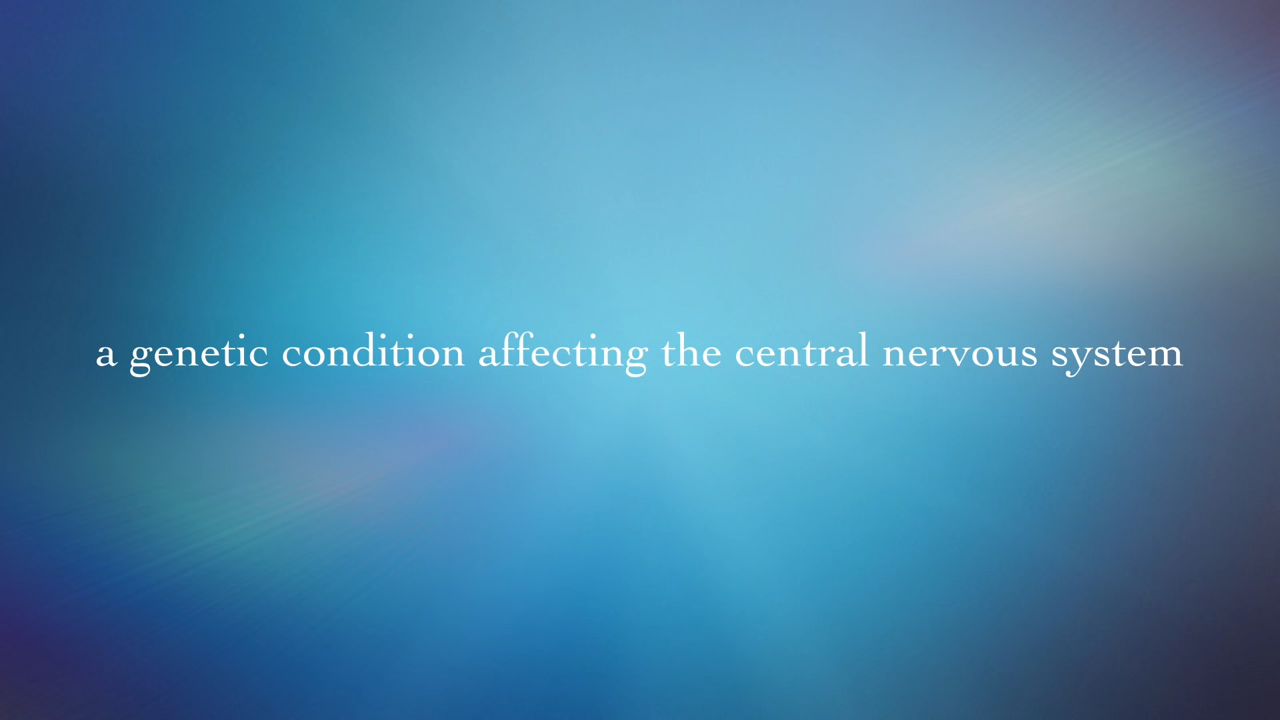 a genetic condition affecting the central nervous system